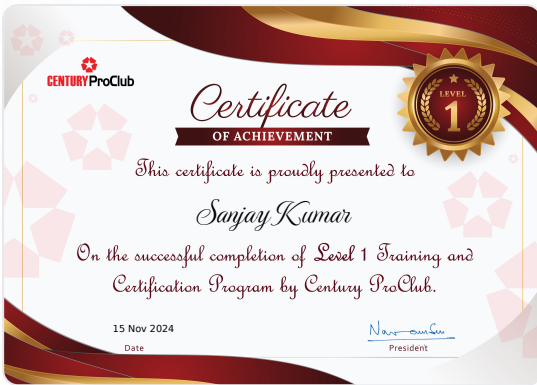 CENTURY ProClub
LEVEL
1
Certificate
OF ACHIEVEMENT
This certificate is proudly presented to
Sanjay Kumar
On the successful completion of Level 1 Training and
Certification Program by Century ProClub.
15 Nov 2024
Date
President